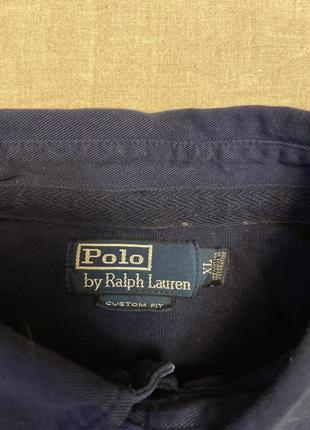 Polo
by Ralph Lauren
CUSTOM FIT
XL